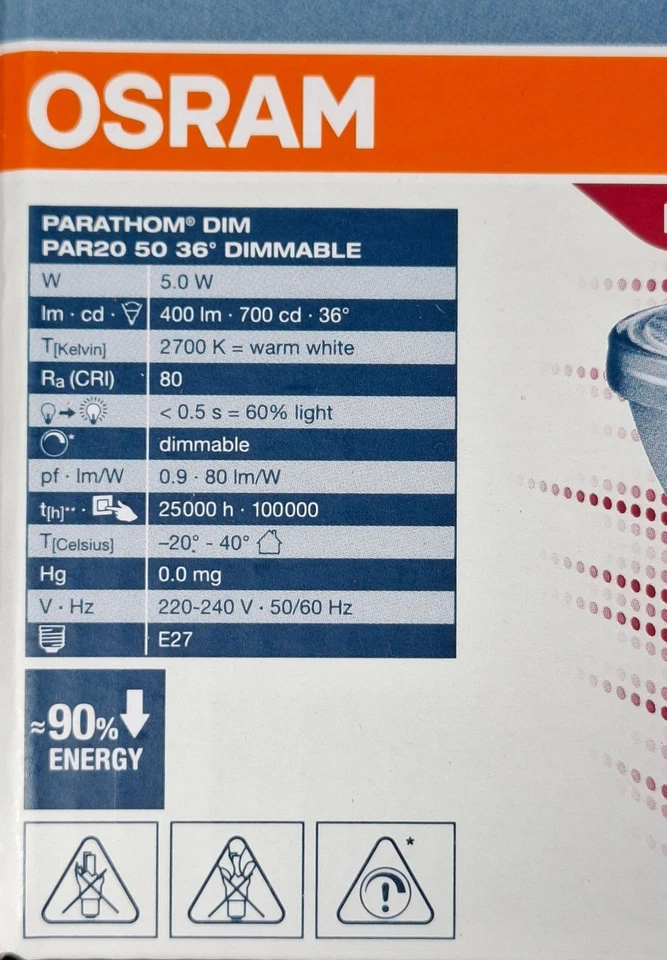 OSRAM
PARATHOM® DIM
PAR20 50 36° DIMMABLE
W 5.0 W
lm · cd · 400 lm · 700 cd · 36°
T[Kelvin] 2700 K = warm white
Ra (CRI) 80
< 0.5 s = 60% light
* dimmable
pf · lm/W 0.9 · 80 lm/W
t[h]** · 25000 h · 100000
T[Celsius] –20° - 40°
Hg 0.0 mg
V · Hz 220-240 V · 50/60 Hz
E27
≈90%
ENERGY
! *